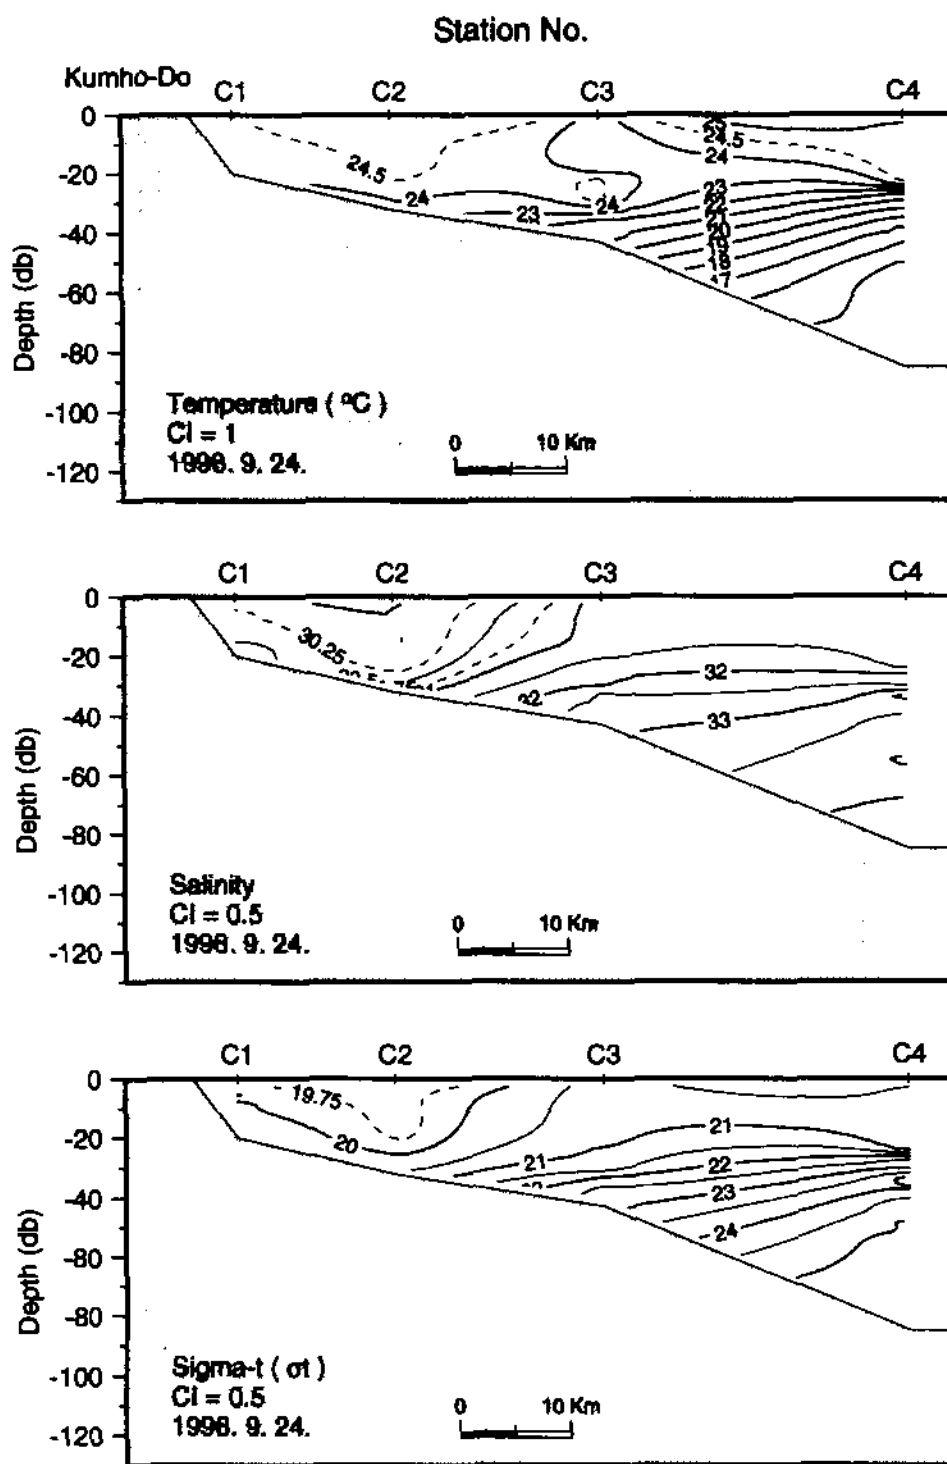 Station No.
Kumho-Do
C1 C2 C3 C4
0
-20
-40
-60
-80
-100
-120
Depth (db)
24.5
24
23
24
24.5
24
23
22
21
20
19
18
Temperature ( ºC )
CI = 1
1998. 9. 24.
0 10 Km
C1 C2 C3 C4
0
-20
-40
-60
-80
-100
-120
Depth (db)
30.25
32
32
33
Salinity
CI = 0.5
1998. 9. 24.
0 10 Km
C1 C2 C3 C4
0
-20
-40
-60
-80
-100
-120
Depth (db)
19.75
20
21
21
22
23
24
Sigma-t ( σt )
CI = 0.5
1998. 9. 24.
0 10 Km